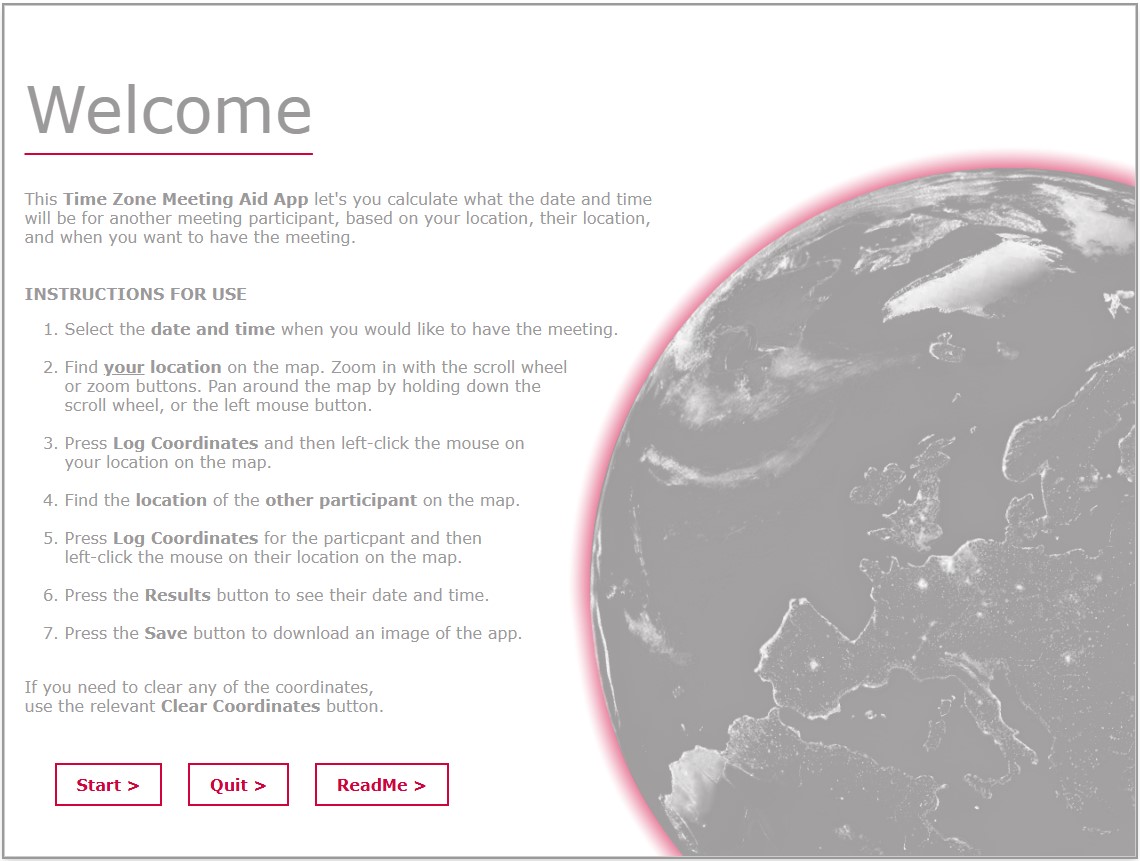 Welcome
This Time Zone Meeting Aid App let's you calculate what the date and time
will be for another meeting participant, based on your location, their location,
and when you want to have the meeting.
INSTRUCTIONS FOR USE
1. Select the date and time when you would like to have the meeting.
2. Find your location on the map. Zoom in with the scroll wheel
or zoom buttons. Pan around the map by holding down the
scroll wheel, or the left mouse button.
3. Press Log Coordinates and then left-click the mouse on
your location on the map.
4. Find the location of the other participant on the map.
5. Press Log Coordinates for the particpant and then
left-click the mouse on their location on the map.
6. Press the Results button to see their date and time.
7. Press the Save button to download an image of the app.
If you need to clear any of the coordinates,
use the relevant Clear Coordinates button.
Start > Quit > ReadMe >